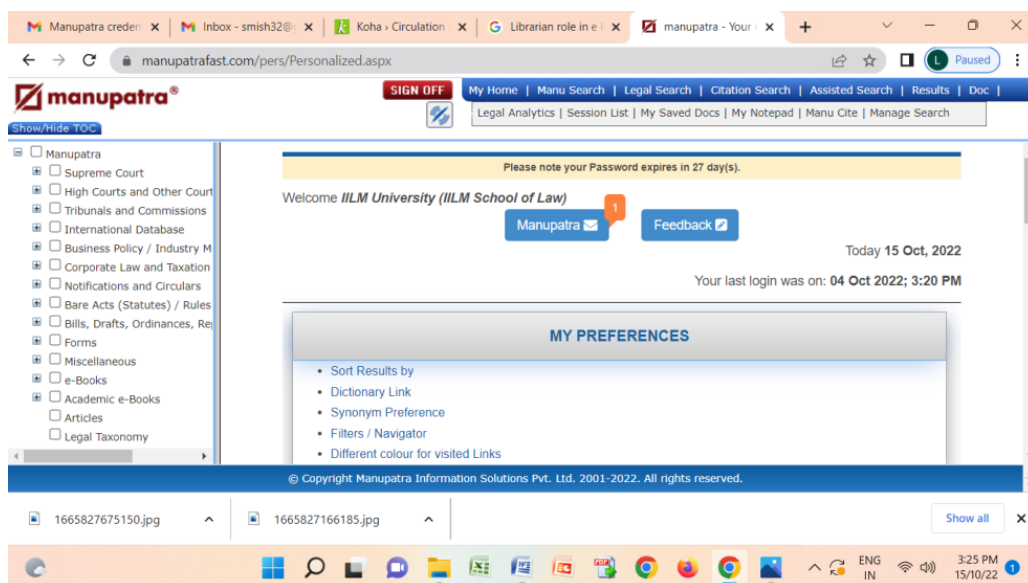 Manupatra creden
Inbox - smish32@
Koha › Circulation
Librarian role in e l
manupatra - Your
manupatrafast.com/pers/Personalized.aspx
L Paused
manupatra®
SIGN OFF
My Home | Manu Search | Legal Search | Citation Search | Assisted Search | Results | Doc |
Legal Analytics | Session List | My Saved Docs | My Notepad | Manu Cite | Manage Search
Show/Hide TOC
Manupatra
Supreme Court
High Courts and Other Court
Tribunals and Commissions
International Database
Business Policy / Industry M
Corporate Law and Taxation
Notifications and Circulars
Bare Acts (Statutes) / Rules
Bills, Drafts, Ordinances, Re
Forms
Miscellaneous
e-Books
Academic e-Books
Articles
Legal Taxonomy
Please note your Password expires in 27 day(s).
Welcome IILM University (IILM School of Law)
1
Manupatra
Feedback
Today 15 Oct, 2022
Your last login was on: 04 Oct 2022; 3:20 PM
MY PREFERENCES
• Sort Results by
• Dictionary Link
• Synonym Preference
• Filters / Navigator
• Different colour for visited Links
© Copyright Manupatra Information Solutions Pvt. Ltd. 2001-2022. All rights reserved.
1665827675150.jpg
1665827166185.jpg
Show all
ENG
IN
3:25 PM
15/10/22
1